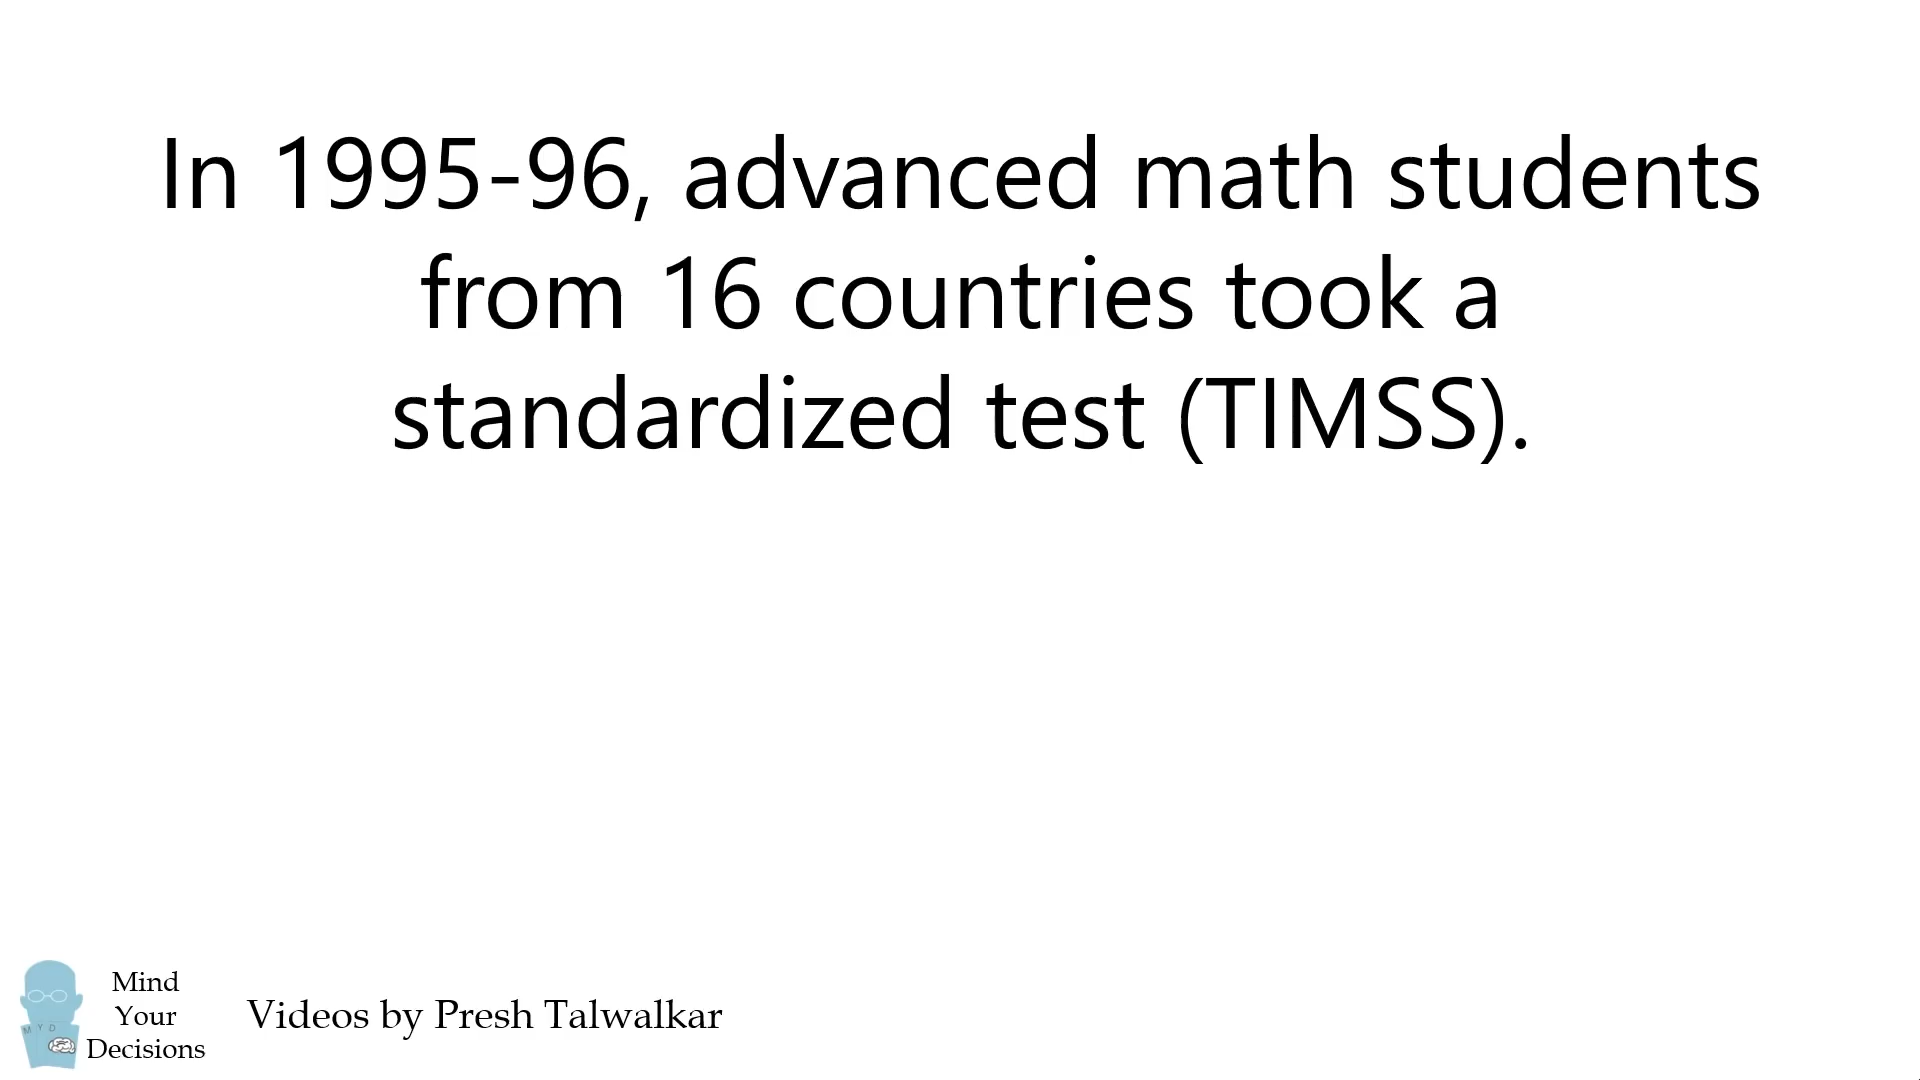 In 1995-96, advanced math students
from 16 countries took a
standardized test (TIMSS).
M Y D
Mind
Your
Decisions
Videos by Presh Talwalkar